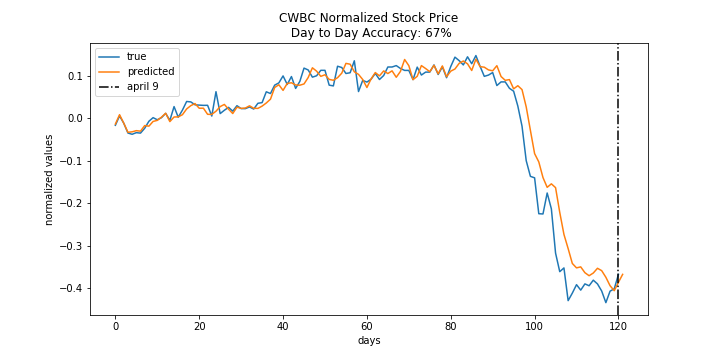 CWBC Normalized Stock Price
Day to Day Accuracy: 67%
true
predicted
april 9
normalized values
0.1
0.0
−0.1
−0.2
−0.3
−0.4
0
20
40
60
80
100
120
days